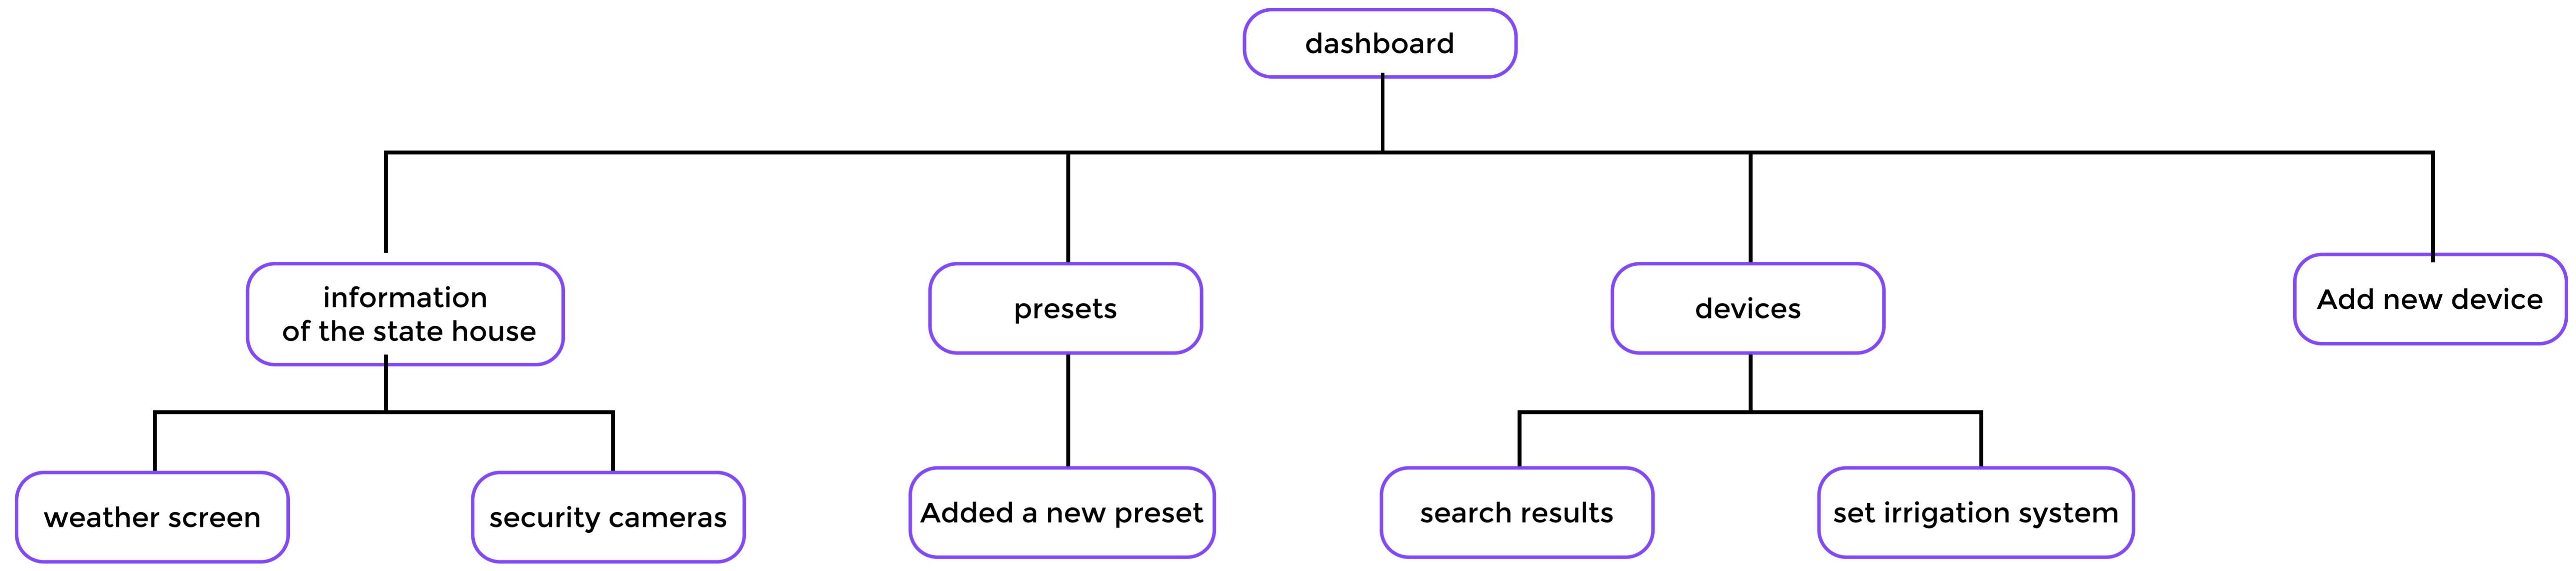 dashboard
information
of the state house
presets
devices
Add new device
weather screen
security cameras
Added a new preset
search results
set irrigation system